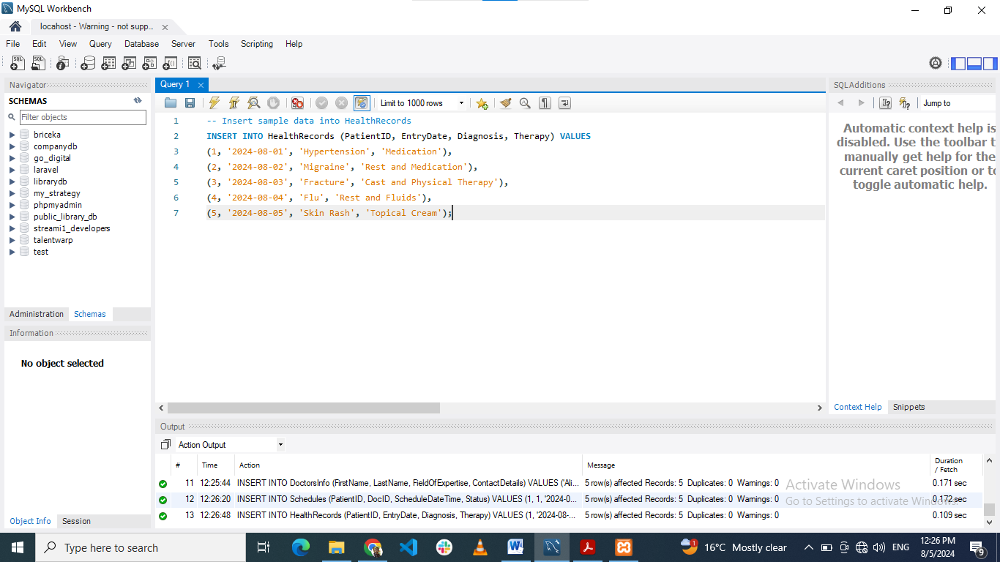 MySQL Workbench
locahost - Warning - not supp...
File Edit View Query Database Server Tools Scripting Help
Navigator
SCHEMAS
Filter objects
briceka
companydb
go_digital
laravel
librarydb
my_strategy
phpmyadmin
public_library_db
streami1_developers
talentwarp
test
Administration Schemas
Information
No object selected
Object Info Session
Query 1
Limit to 1000 rows
1 -- Insert sample data into HealthRecords
2 INSERT INTO HealthRecords (PatientID, EntryDate, Diagnosis, Therapy) VALUES
3 (1, '2024-08-01', 'Hypertension', 'Medication'),
4 (2, '2024-08-02', 'Migraine', 'Rest and Medication'),
5 (3, '2024-08-03', 'Fracture', 'Cast and Physical Therapy'),
6 (4, '2024-08-04', 'Flu', 'Rest and Fluids'),
7 (5, '2024-08-05', 'Skin Rash', 'Topical Cream');
SQLAdditions
Jump to
Automatic context help is
disabled. Use the toolbar t
manually get help for the
current caret position or to
toggle automatic help.
Context Help Snippets
Output
Action Output
# Time Action Message Duration / Fetch
11 12:25:44 INSERT INTO DoctorsInfo (FirstName, LastName, FieldOfExpertise, ContactDetails) VALUES ('Ali... 5 row(s) affected Records: 5 Duplicates: 0 Warnings: 0 0.171 sec
12 12:26:20 INSERT INTO Schedules (PatientID, DocID, ScheduleDateTime, Status) VALUES (1, 1, '2024-0... 5 row(s) affected Records: 5 Duplicates: 0 Warnings: 0 0.172 sec
13 12:26:48 INSERT INTO HealthRecords (PatientID, EntryDate, Diagnosis, Therapy) VALUES (1, '2024-08-... 5 row(s) affected Records: 5 Duplicates: 0 Warnings: 0 0.109 sec
Activate Windows
Go to Settings to activate Windows.
Type here to search
16°C Mostly clear
ENG
12:26 PM
8/5/2024
9